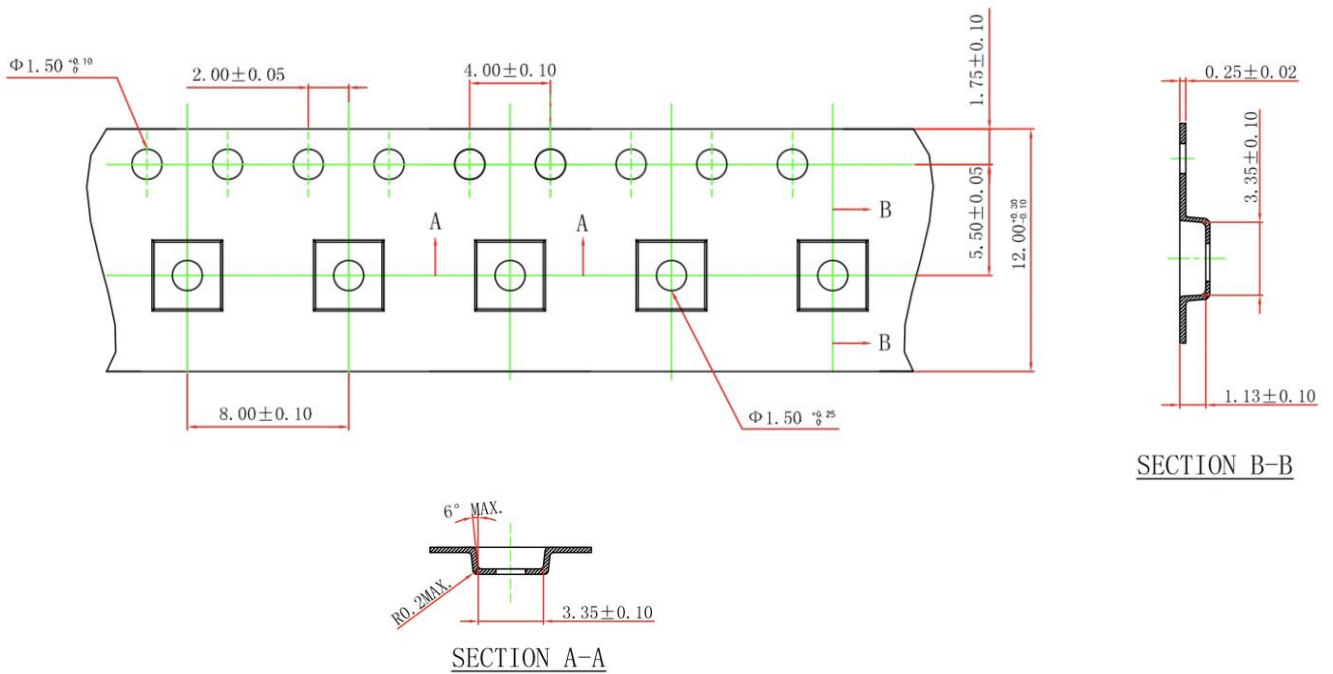 Φ1.50 +0.10 0
2.00±0.05
4.00±0.10
1.75±0.10
5.50±0.05
12.00 +0.30 -0.10
0.25±0.02
3.35±0.10
A
A
B
B
8.00±0.10
Φ1.50 +0.25 0
1.13±0.10
SECTION B-B
6° MAX.
R0.2MAX.
3.35±0.10
SECTION A-A